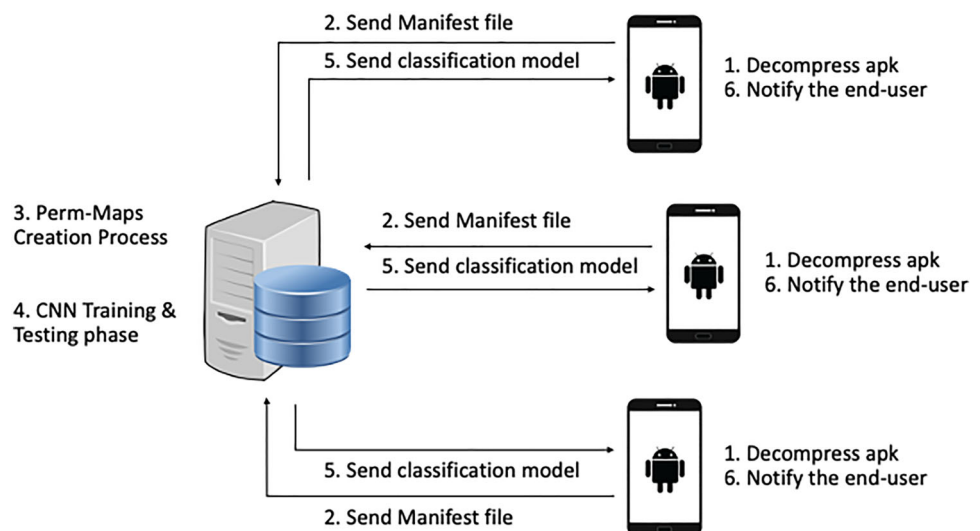 2. Send Manifest file
5. Send classification model
1. Decompress apk
6. Notify the end-user
3. Perm-Maps
Creation Process
4. CNN Training &
Testing phase
2. Send Manifest file
5. Send classification model
1. Decompress apk
6. Notify the end-user
5. Send classification model
2. Send Manifest file
1. Decompress apk
6. Notify the end-user